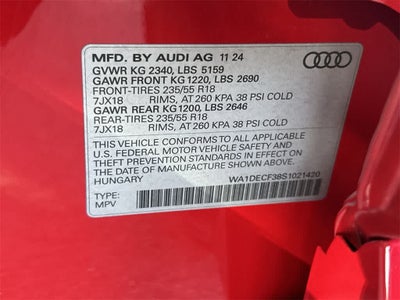 MFD. BY AUDI AG 11 24
GVWR KG 2340, LBS 5159
GAWR FRONT KG 1220, LBS 2690
FRONT-TIRES 235/55 R18
7JX18 RIMS, AT 260 KPA 38 PSI COLD
GAWR REAR KG 1200, LBS 2646
REAR-TIRES 235/55 R18
7JX18 RIMS, AT 260 KPA 38 PSI COLD
THIS VEHICLE CONFORMS TO ALL APPLICABLE
U.S. FEDERAL MOTOR VEHICLE SAFETY AND
THEFT PREVENTION STANDARDS IN EFFECT ON
THE DATE OF MANUFACTURE SHOWN ABOVE.
HUNGARY
WA1DECF38S1021420
TYPE:
MPV